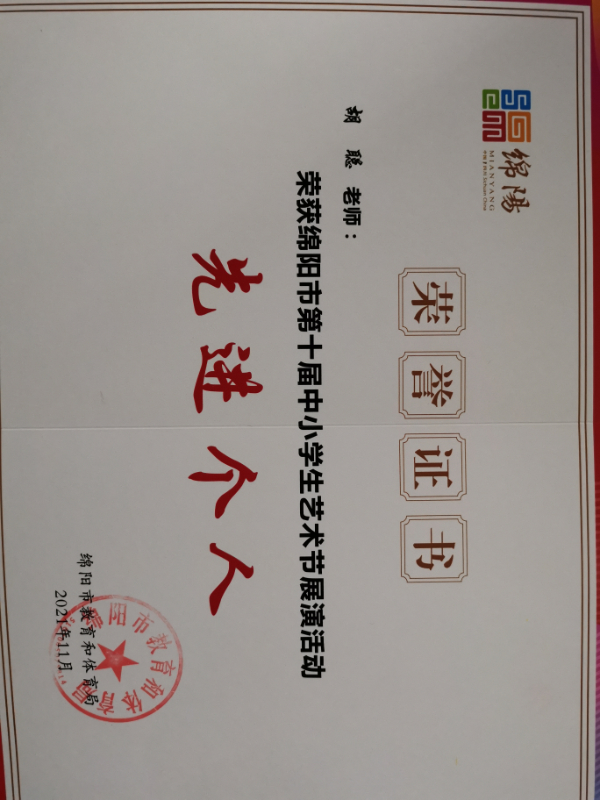 绵陽
MIANYANG
荣誉证书
胡聪 老师：
荣获绵阳市第十届中小学生艺术节展演活动
先进个人
绵阳市教育和体育局
2021年11月